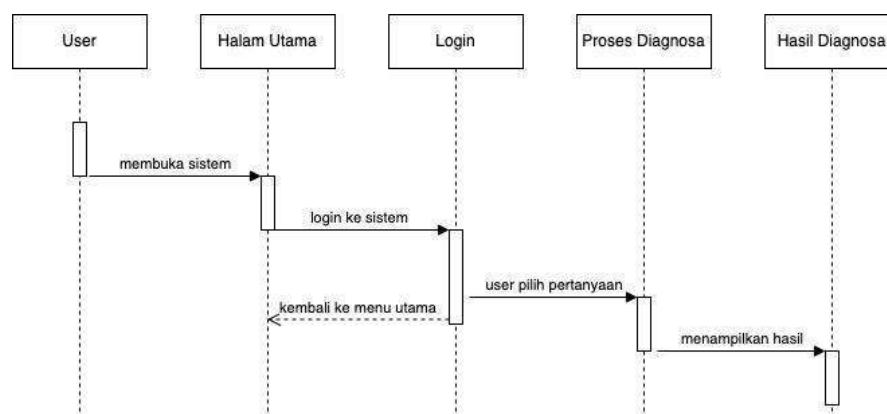 User
Halam Utama
Login
Proses Diagnosa
Hasil Diagnosa
membuka sistem
login ke sistem
user pilih pertanyaan
kembali ke menu utama
menampilkan hasil